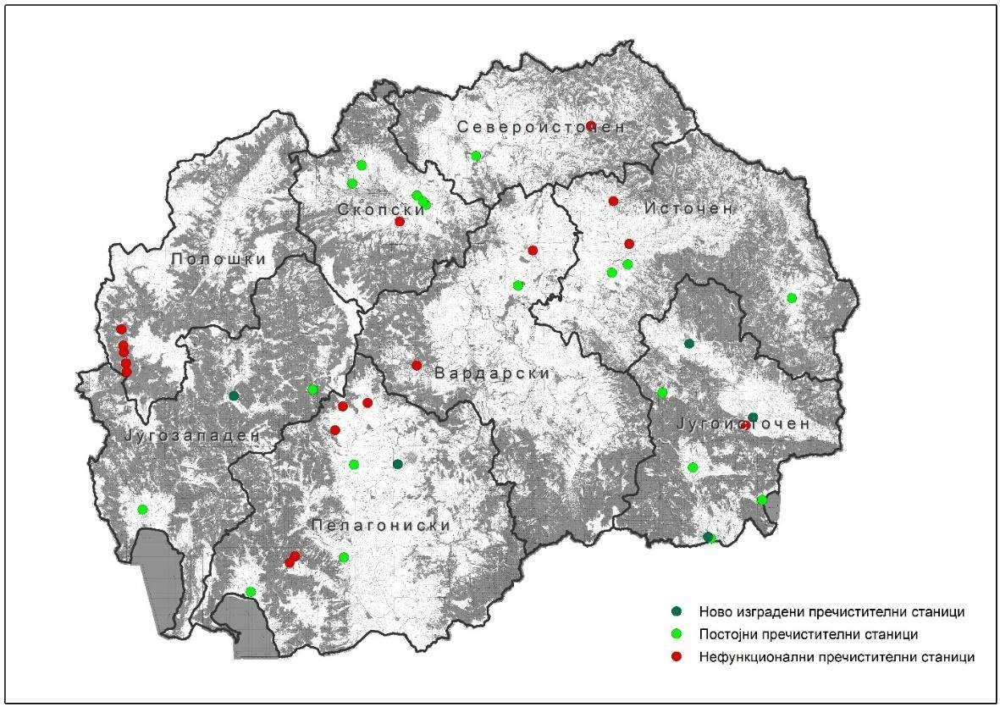 Североисточен
Скопски
Источен
Полошки
Вардарски
Југоисточен
Југозападен
Пелагониски
Ново изградени пречистителни станици
Постојни пречистителни станици
Нефункционални пречистителни станици